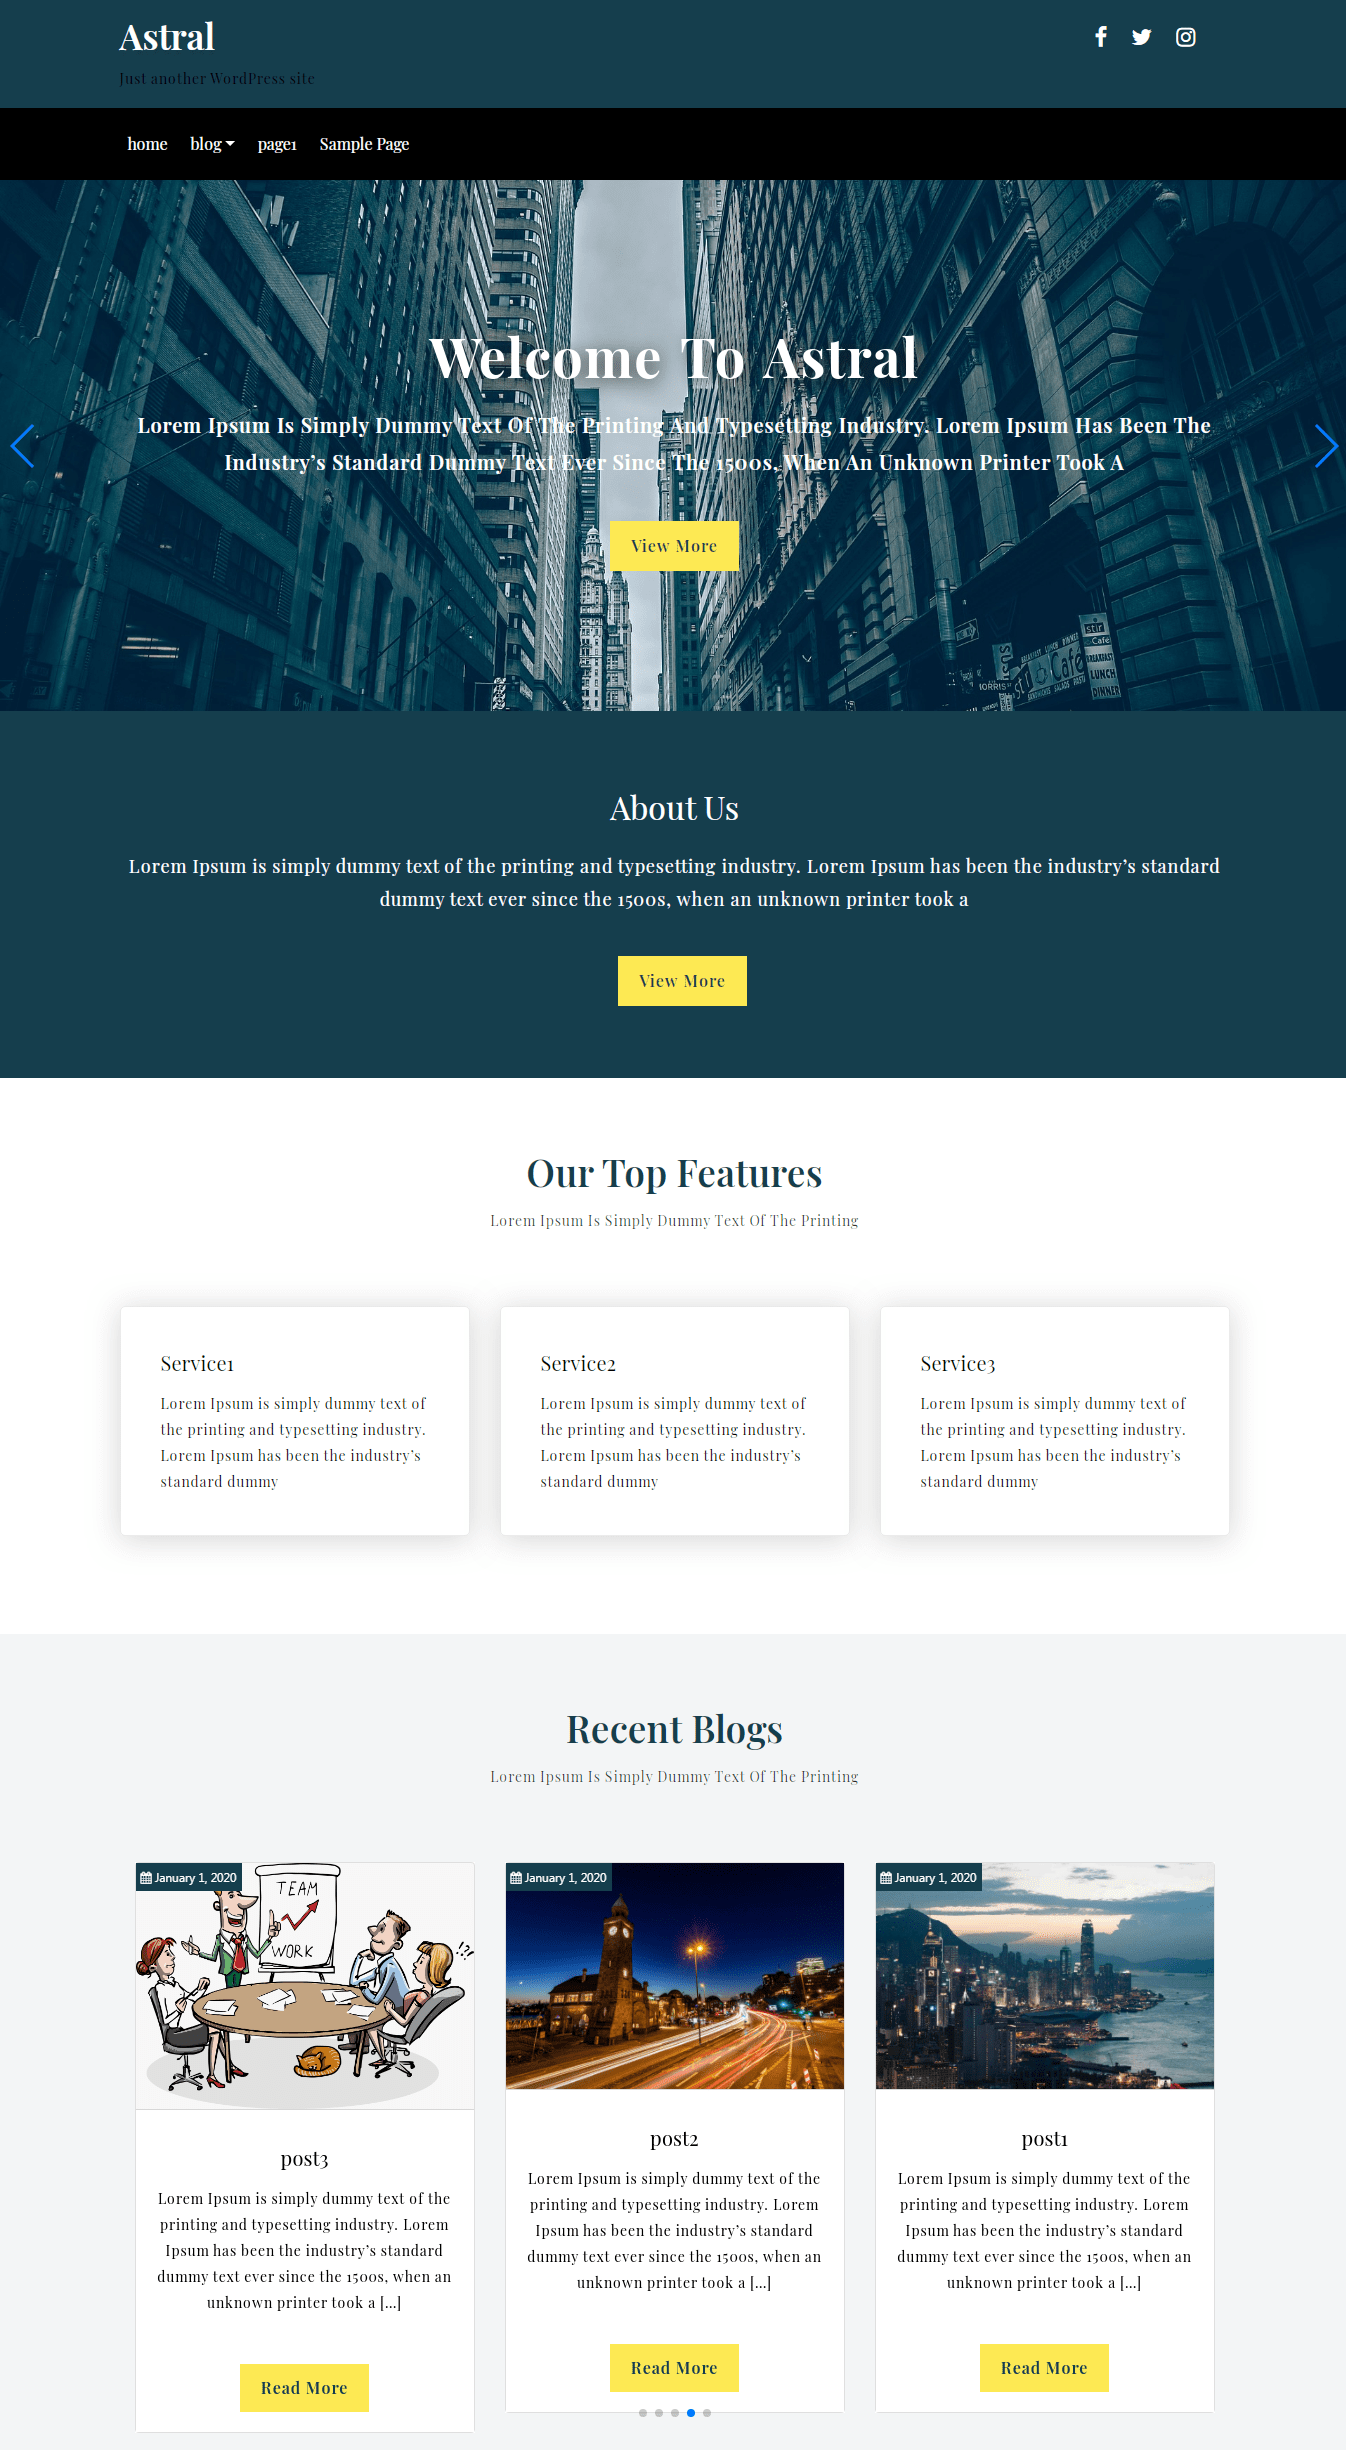 Astral
Just another WordPress site
home blog page1 Sample Page
Welcome To Astral
Lorem Ipsum Is Simply Dummy Text Of The Printing And Typesetting Industry. Lorem Ipsum Has Been The
Industry’s Standard Dummy Text Ever Since The 1500s, When An Unknown Printer Took A
View More
stir
Cafe
BREAKFAST
LUNCH
DINNER
Café
About Us
Lorem Ipsum is simply dummy text of the printing and typesetting industry. Lorem Ipsum has been the industry’s standard
dummy text ever since the 1500s, when an unknown printer took a
View More
Our Top Features
Lorem Ipsum Is Simply Dummy Text Of The Printing
Service1
Lorem Ipsum is simply dummy text of
the printing and typesetting industry.
Lorem Ipsum has been the industry’s
standard dummy
Service2
Lorem Ipsum is simply dummy text of
the printing and typesetting industry.
Lorem Ipsum has been the industry’s
standard dummy
Service3
Lorem Ipsum is simply dummy text of
the printing and typesetting industry.
Lorem Ipsum has been the industry’s
standard dummy
Recent Blogs
Lorem Ipsum Is Simply Dummy Text Of The Printing
January 1, 2020
TEAM
WORK
!?!
post3
Lorem Ipsum is simply dummy text of the
printing and typesetting industry. Lorem
Ipsum has been the industry’s standard
dummy text ever since the 1500s, when an
unknown printer took a [...]
Read More
January 1, 2020
post2
Lorem Ipsum is simply dummy text of the
printing and typesetting industry. Lorem
Ipsum has been the industry’s standard
dummy text ever since the 1500s, when an
unknown printer took a [...]
Read More
January 1, 2020
post1
Lorem Ipsum is simply dummy text of the
printing and typesetting industry. Lorem
Ipsum has been the industry’s standard
dummy text ever since the 1500s, when an
unknown printer took a [...]
Read More